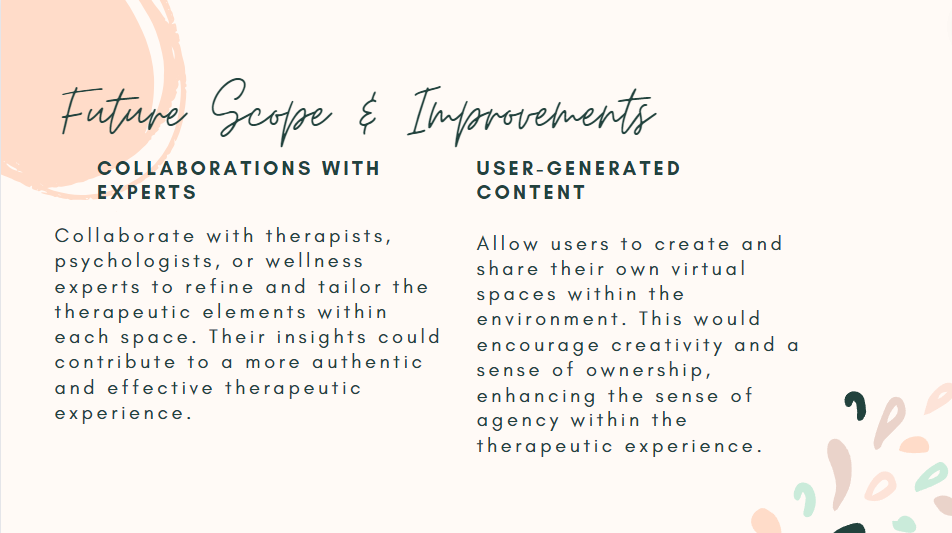 Future Scope & Improvements
COLLABORATIONS WITH
EXPERTS
Collaborate with therapists,
psychologists, or wellness
experts to refine and tailor the
therapeutic elements within
each space. Their insights could
contribute to a more authentic
and effective therapeutic
experience.
USER-GENERATED
CONTENT
Allow users to create and
share their own virtual
spaces within the
environment. This would
encourage creativity and a
sense of ownership,
enhancing the sense of
agency within the
therapeutic experience.